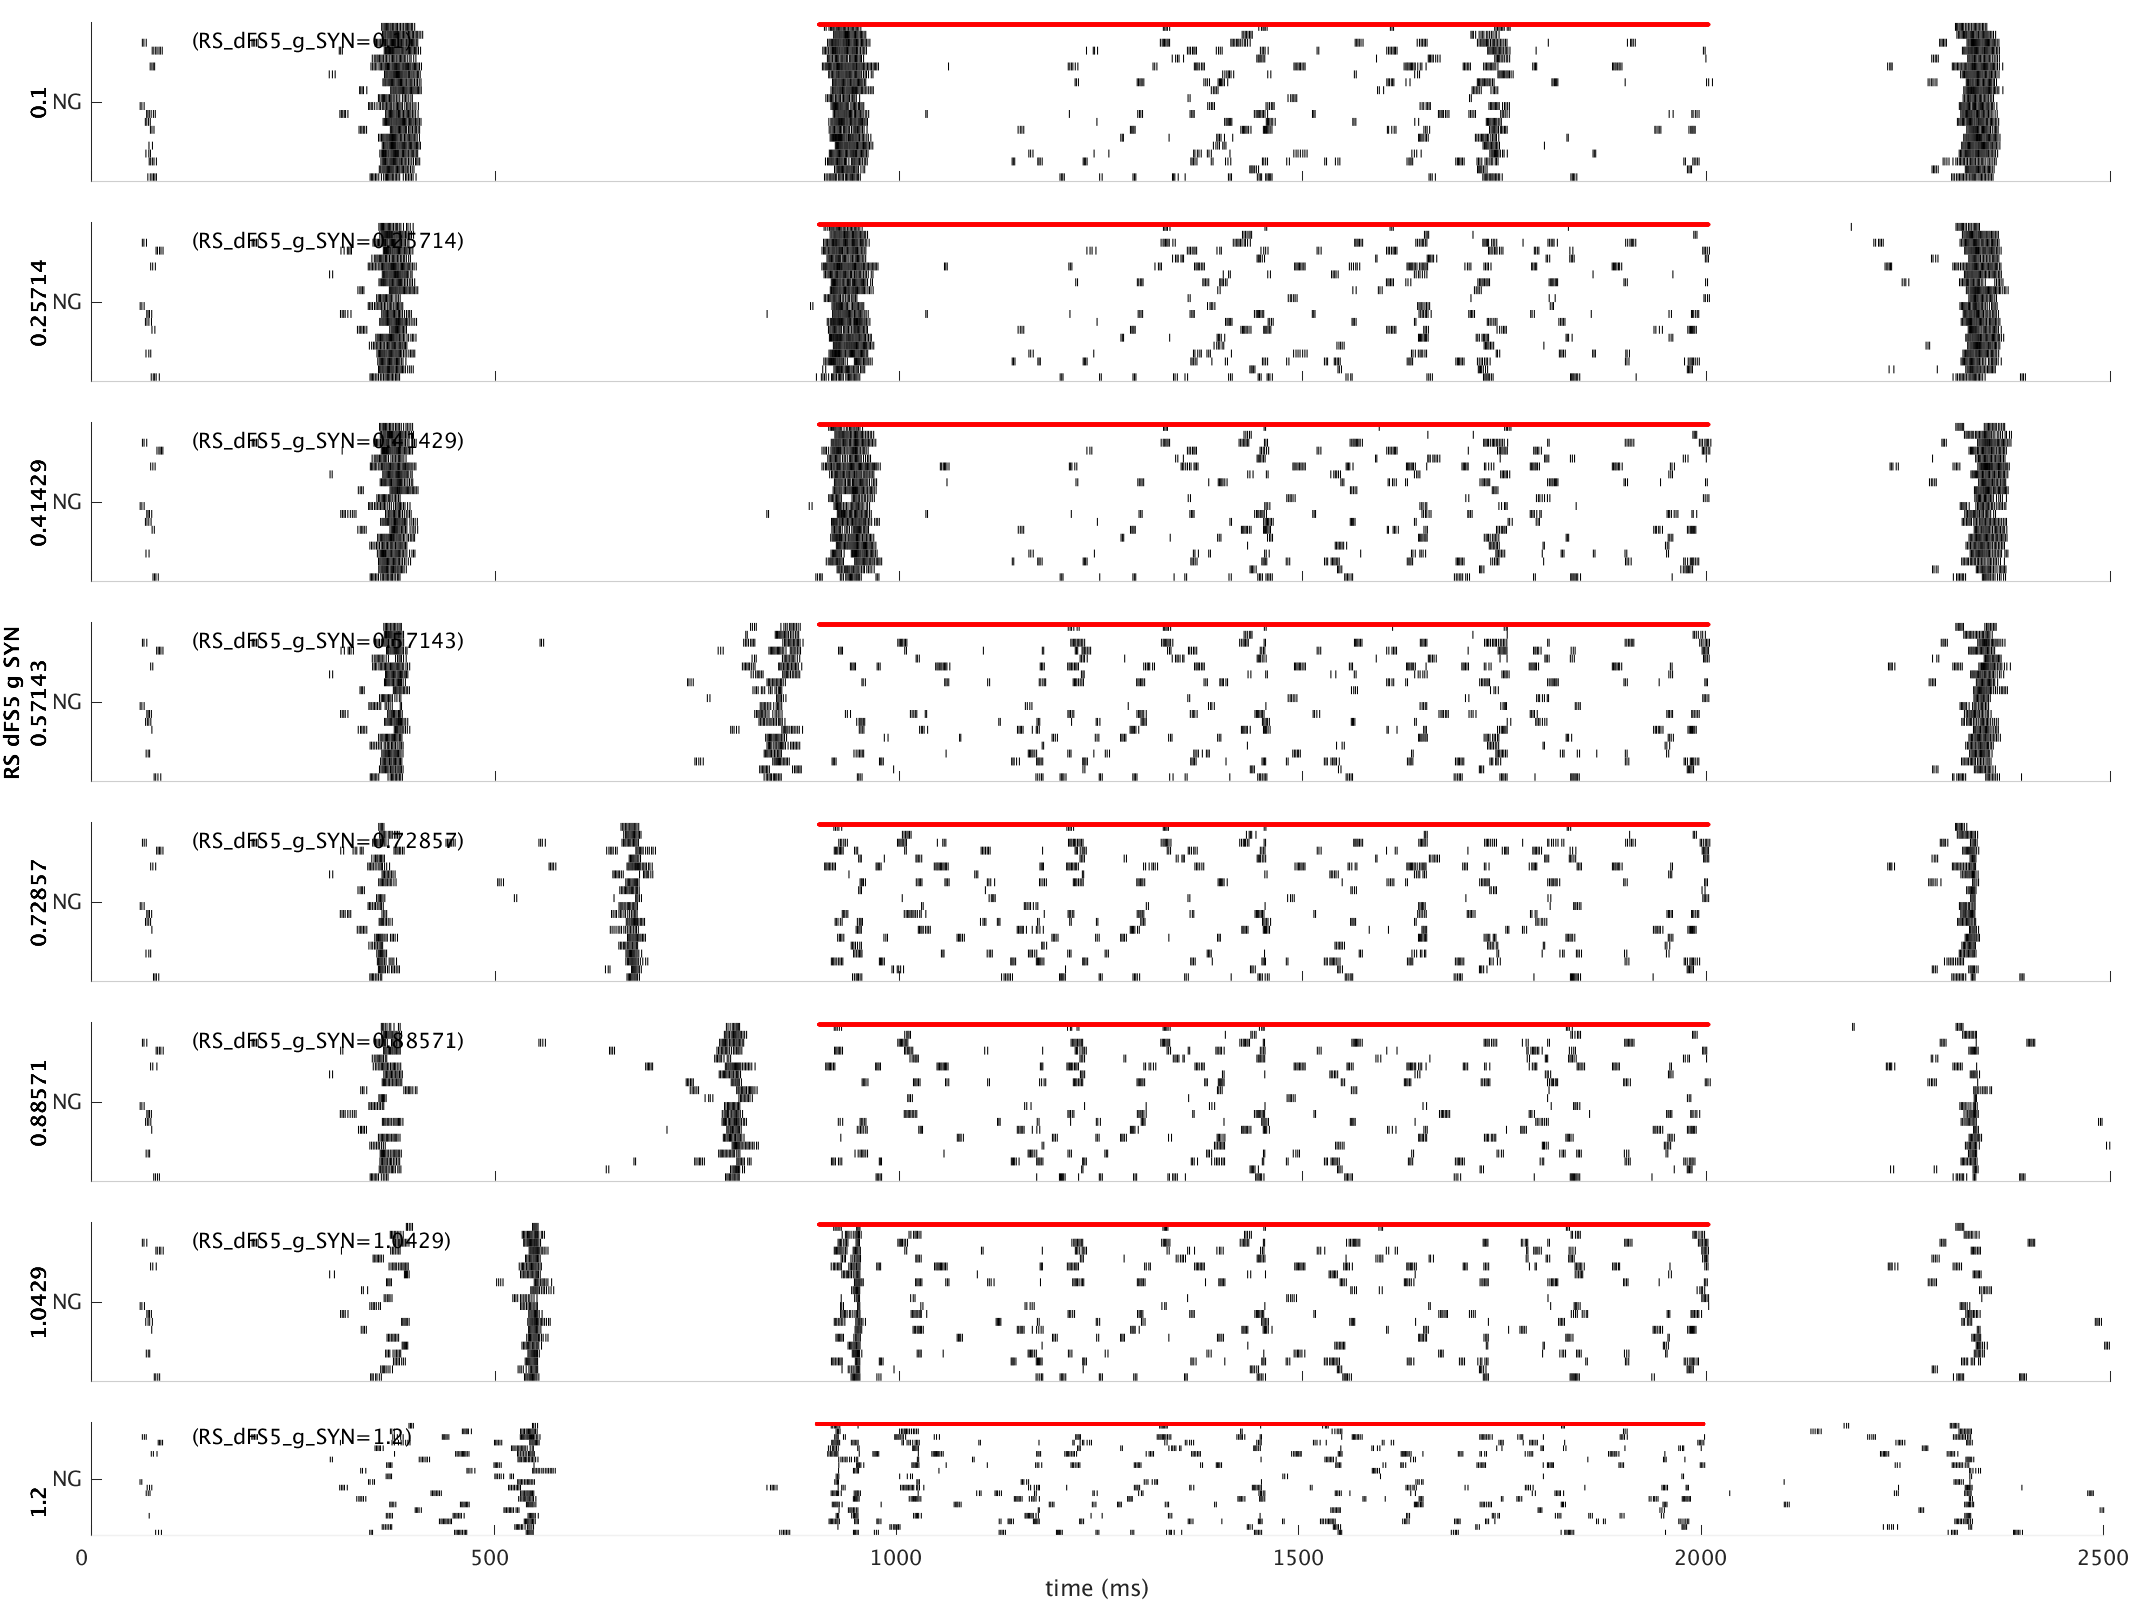 RS dFS5 g SYN
0.1
NG
(RS_dFS5_g_SYN=0.1)
0.25714
NG
(RS_dFS5_g_SYN=0.25714)
0.41429
NG
(RS_dFS5_g_SYN=0.41429)
0.57143
NG
(RS_dFS5_g_SYN=0.57143)
0.72857
NG
(RS_dFS5_g_SYN=0.72857)
0.88571
NG
(RS_dFS5_g_SYN=0.88571)
1.0429
NG
(RS_dFS5_g_SYN=1.0429)
1.2
NG
(RS_dFS5_g_SYN=1.2)
0 500 1000 1500 2000 2500
time (ms)